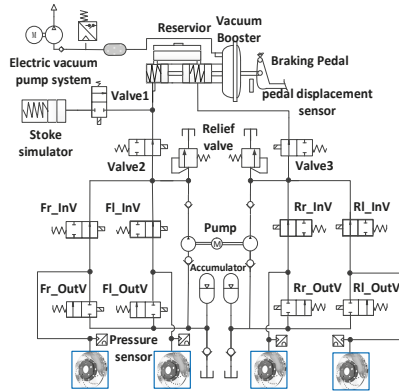 Reservior
Vacuum
Booster
Braking Pedal
M
Electric vacuum
pump system
pedal displacement
sensor
Valve1
Stoke
simulator
Relief
valve
Valve2
Valve3
Fr_InV
Fl_InV
Rr_InV
Rl_InV
Pump
M
Accumulator
Fr_OutV
Fl_OutV
Rr_OutV
Rl_OutV
Pressure
sensor